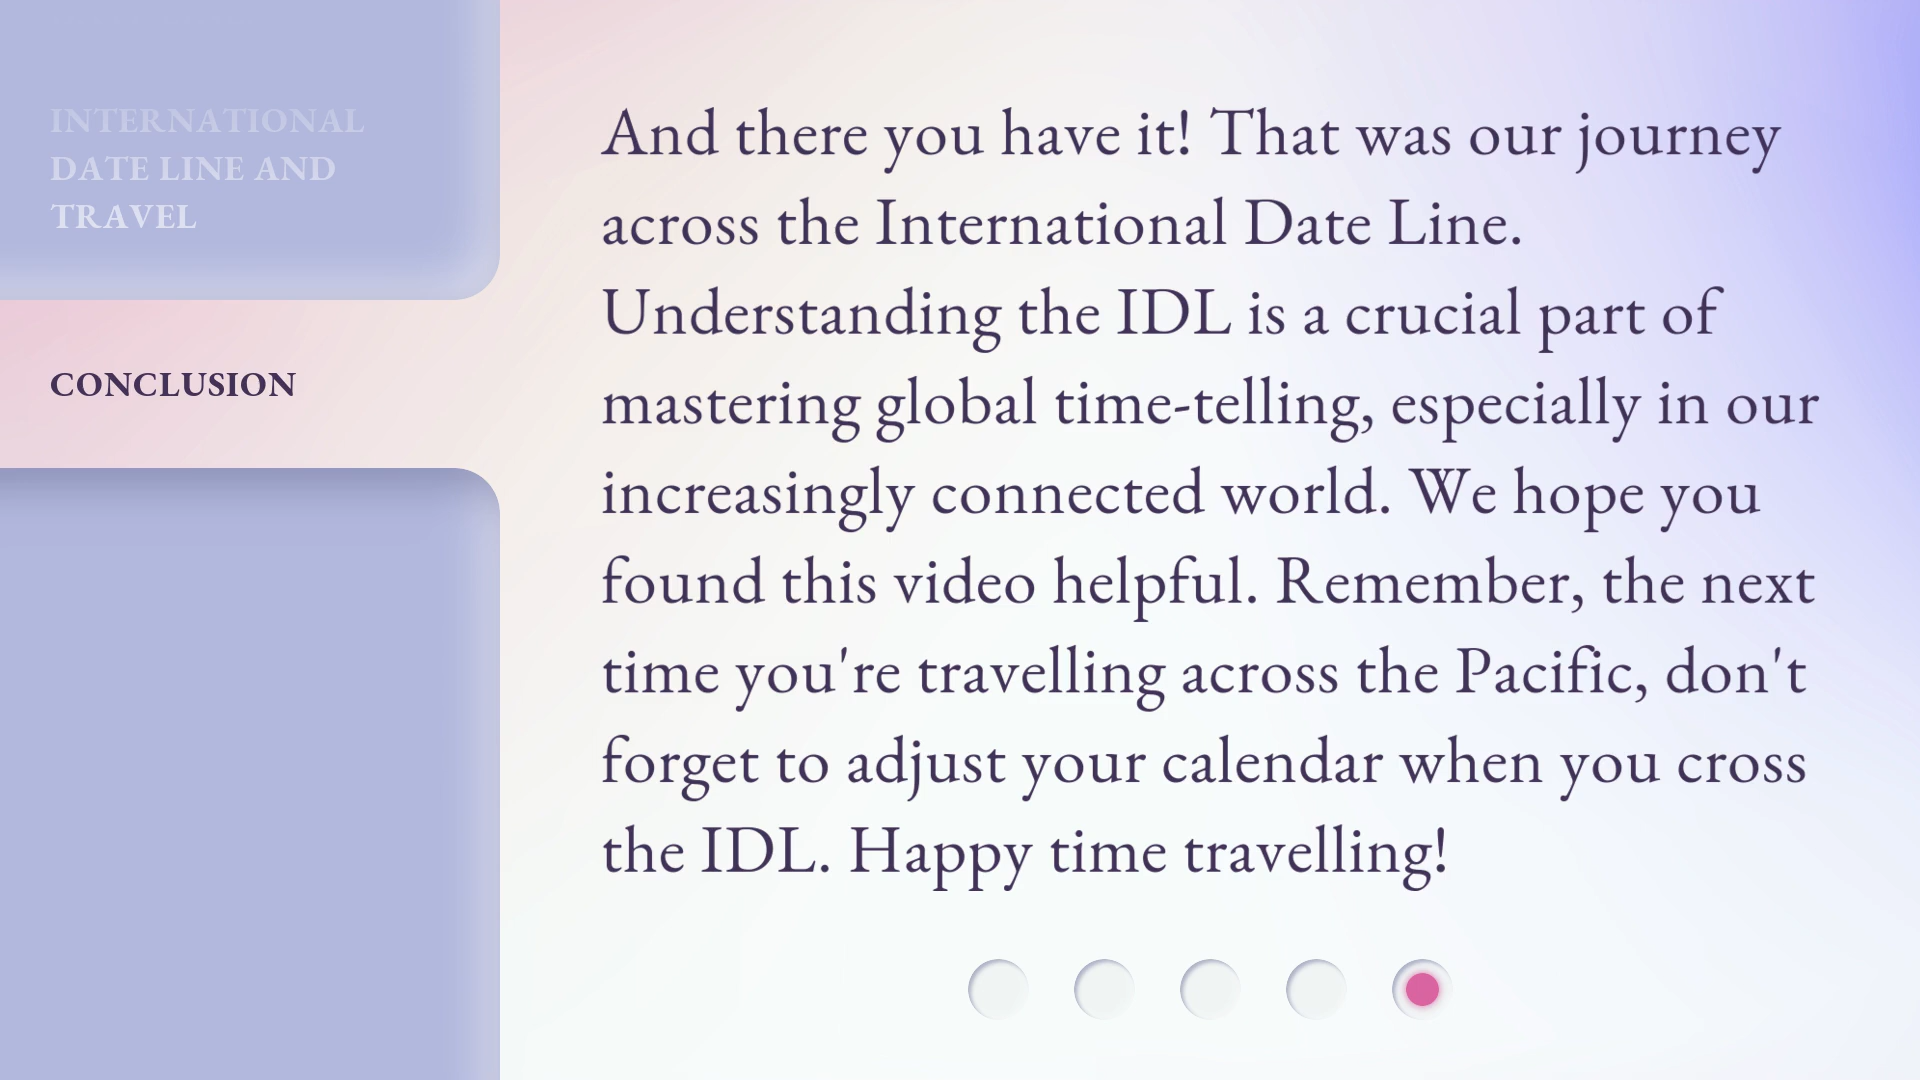 INTERNATIONAL
DATE LINE AND
TRAVEL
CONCLUSION
And there you have it! That was our journey
across the International Date Line.
Understanding the IDL is a crucial part of
mastering global time-telling, especially in our
increasingly connected world. We hope you
found this video helpful. Remember, the next
time you're travelling across the Pacific, don't
forget to adjust your calendar when you cross
the IDL. Happy time travelling!